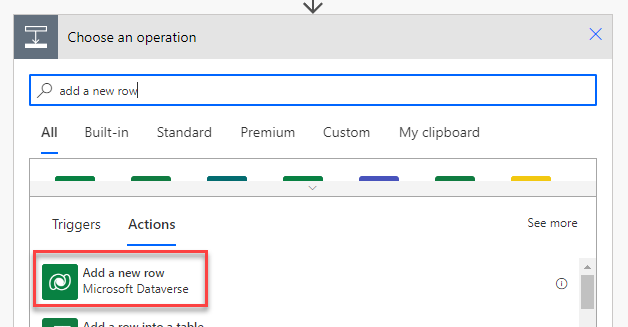 Choose an operation
add a new row
All Built-in Standard Premium Custom My clipboard
Triggers Actions See more
Add a new row
Microsoft Dataverse
Add a row into a table